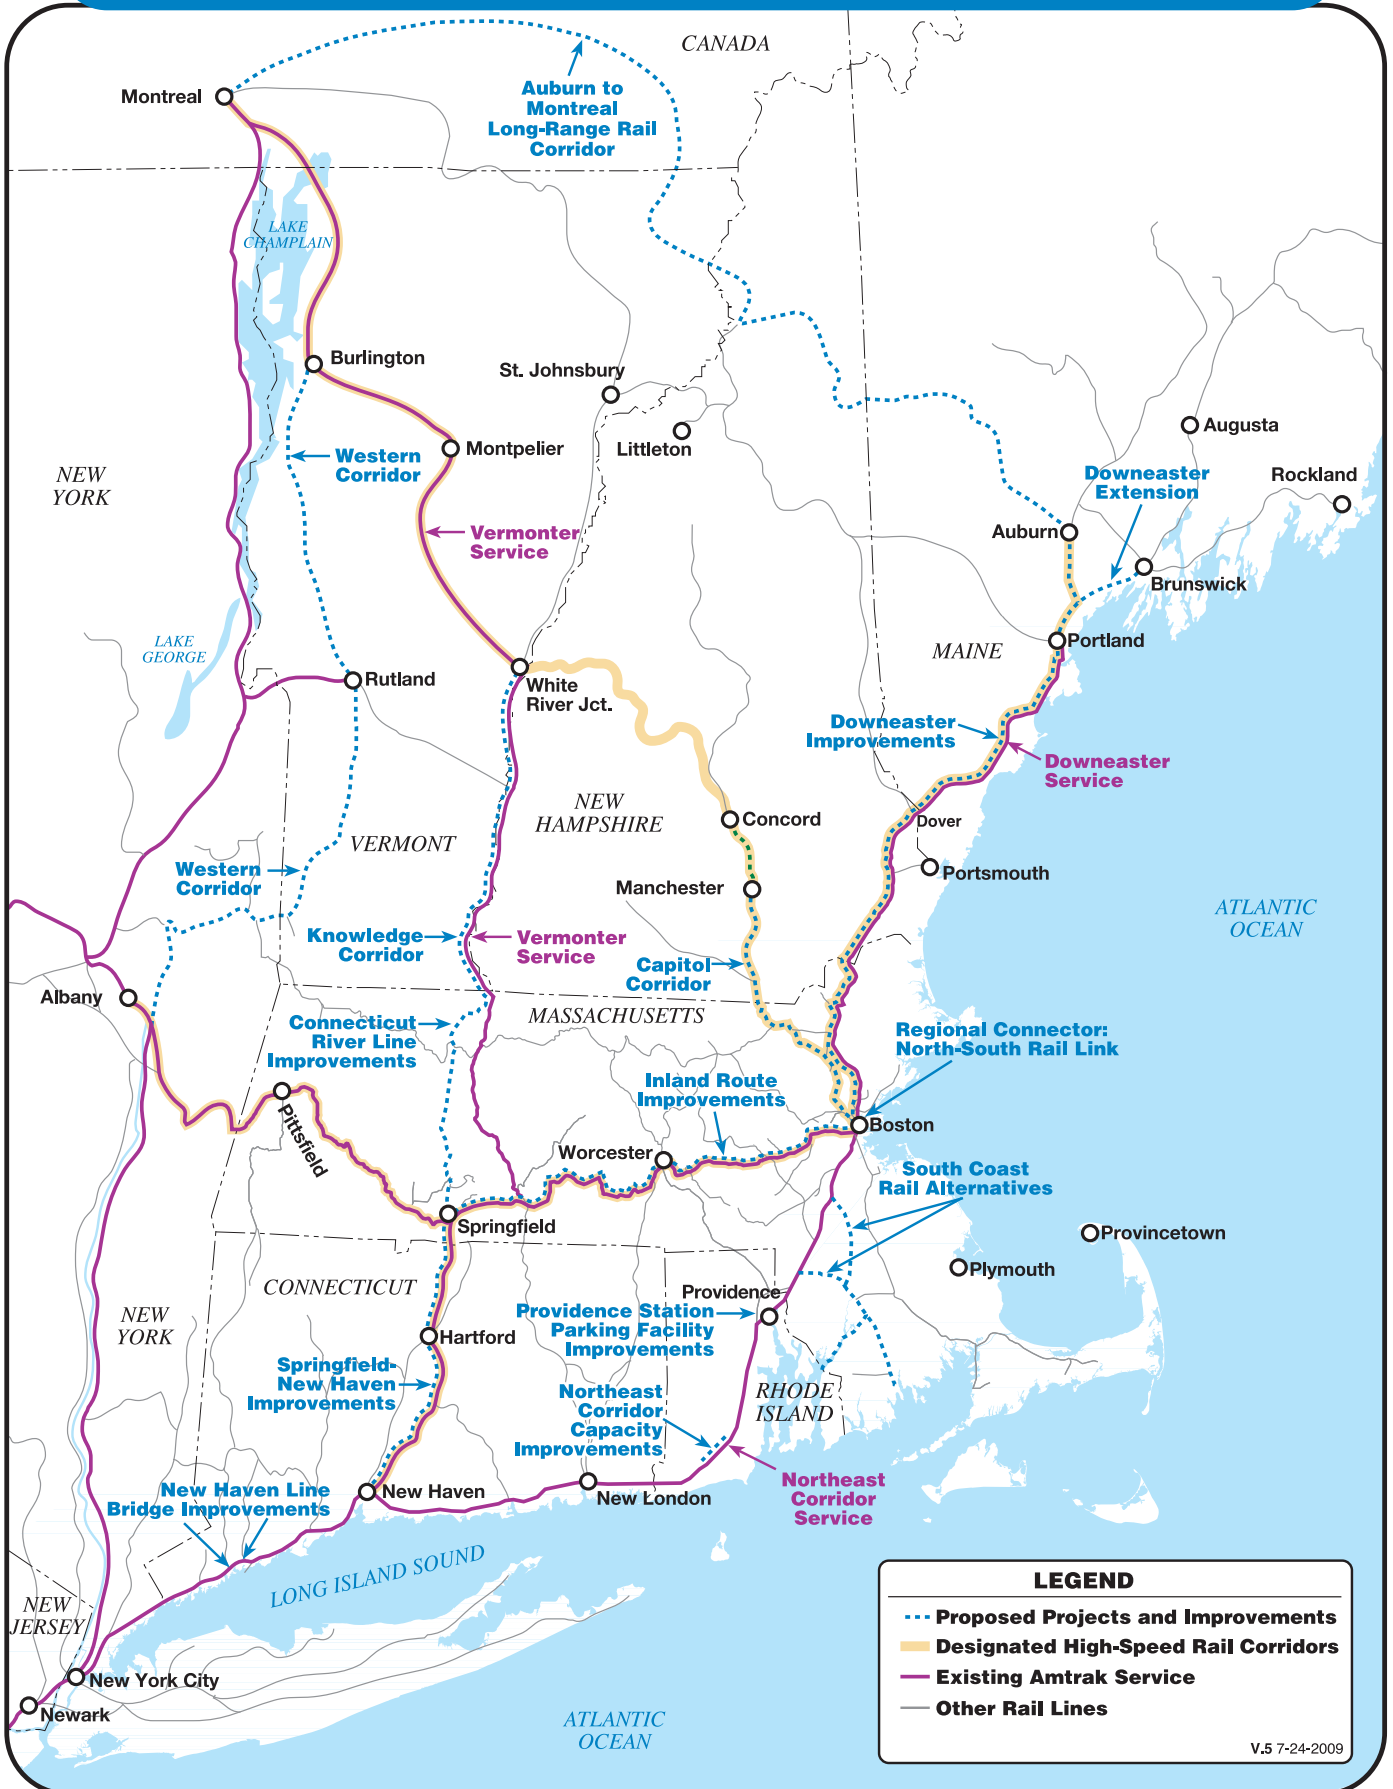 CANADA
Montreal
Auburn to
Montreal
Long-Range Rail
Corridor
LAKE
CHAMPLAIN
Burlington
St. Johnsbury
Littleton
Montpelier
Western
Corridor
NEW
YORK
Vermonter
Service
Augusta
Downeaster
Extension
Rockland
Auburn
Brunswick
LAKE
GEORGE
Portland
MAINE
Rutland
White
River Jct.
Downeaster
Improvements
Downeaster
Service
NEW
HAMPSHIRE
Concord
Dover
VERMONT
Western
Corridor
Manchester
Portsmouth
ATLANTIC
OCEAN
Knowledge
Corridor
Vermonter
Service
Capitol
Corridor
Albany
Connecticut
River Line
Improvements
MASSACHUSETTS
Regional Connector:
North-South Rail Link
Inland Route
Improvements
Pittsfield
Boston
Worcester
South Coast
Rail Alternatives
Springfield
Provincetown
Plymouth
CONNECTICUT
NEW
YORK
Providence
Providence Station
Parking Facility
Improvements
Hartford
Springfield-
New Haven
Improvements
Northeast
Corridor
Capacity
Improvements
RHODE
ISLAND
New Haven Line
Bridge Improvements
New Haven
New London
Northeast
Corridor
Service
LONG ISLAND SOUND
NEW
JERSEY
New York City
Newark
ATLANTIC
OCEAN
LEGEND
Proposed Projects and Improvements
Designated High-Speed Rail Corridors
Existing Amtrak Service
Other Rail Lines
V.5 7-24-2009